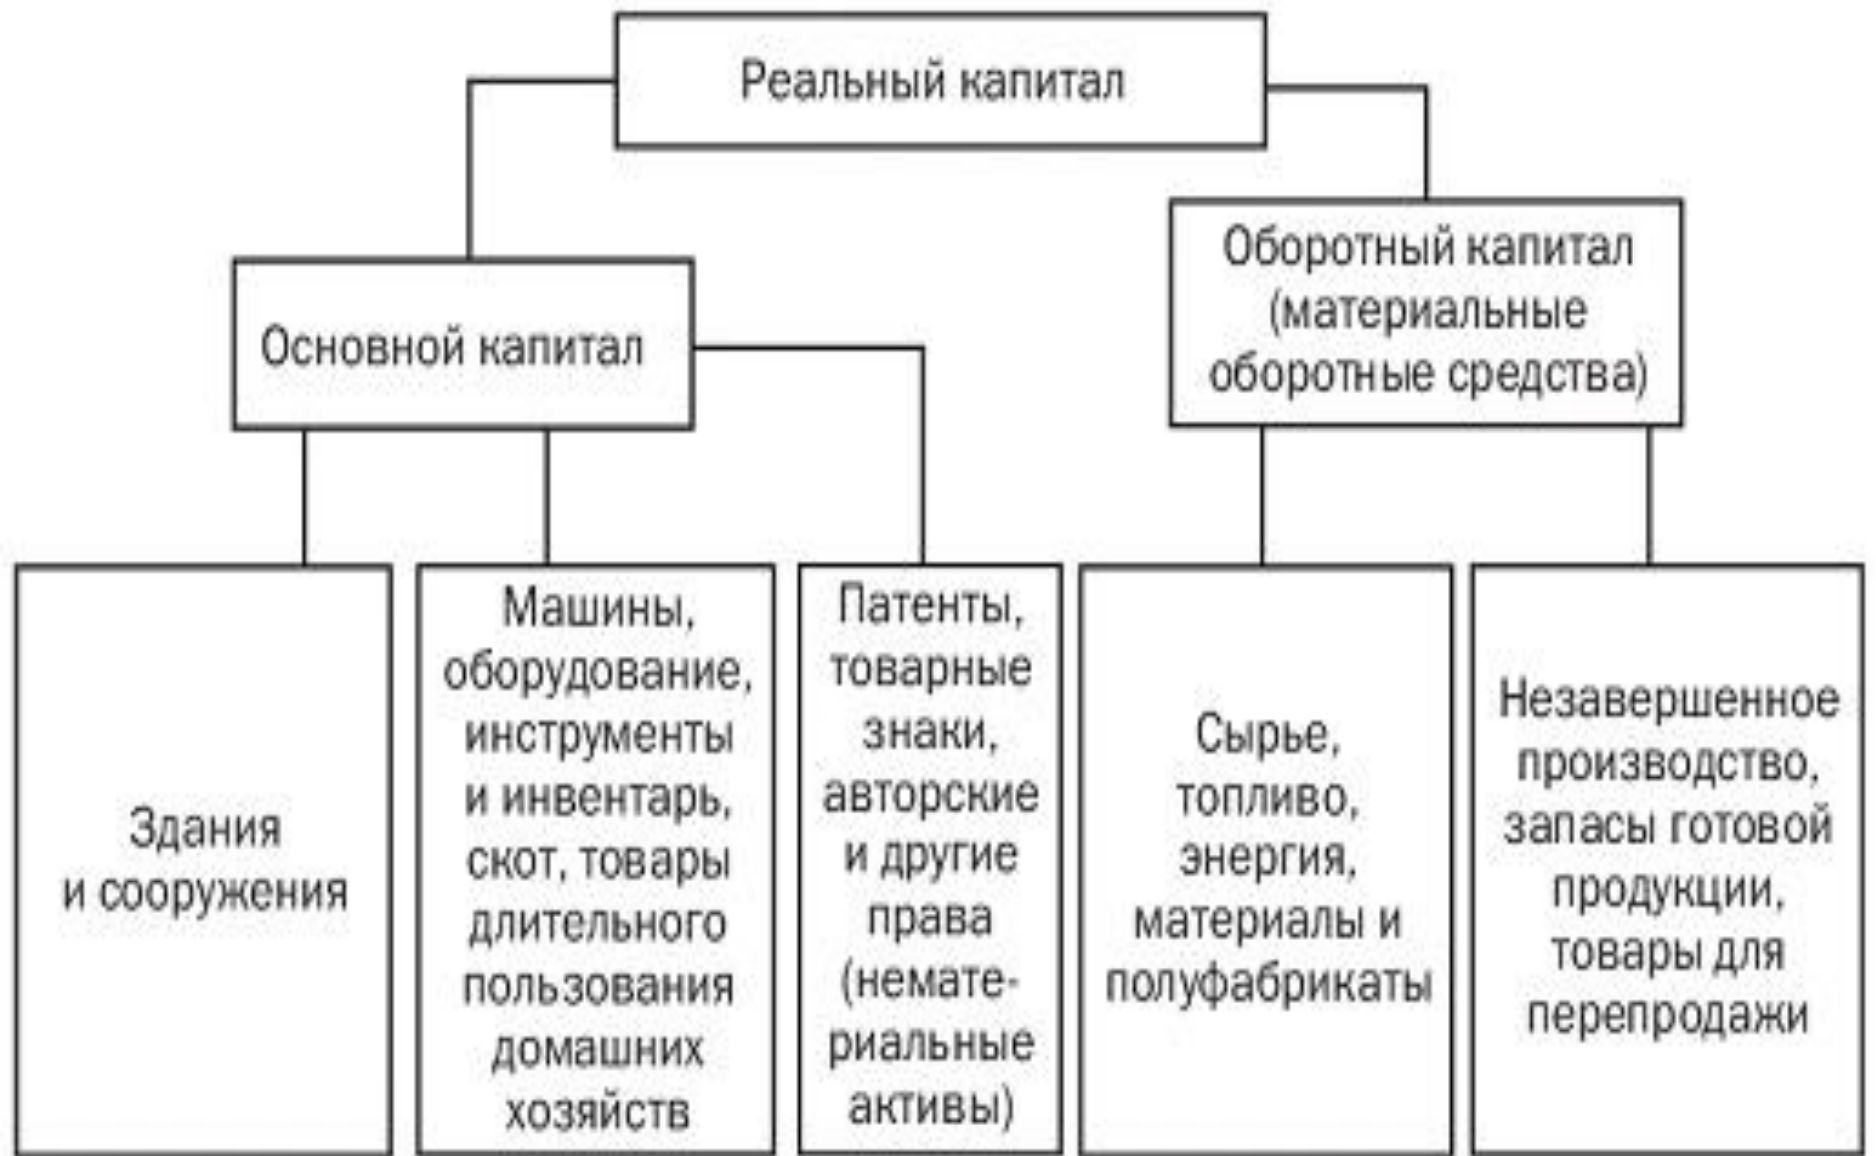 Реальный капитал
Основной капитал
Оборотный капитал
(материальные
оборотные средства)
Здания
и сооружения
Машины,
оборудование,
инструменты
и инвентарь,
скот, товары
длительного
пользования
домашних
хозяйств
Патенты,
товарные
знаки,
авторские
и другие
права
(немате-
риальные
активы)
Сырье,
топливо,
энергия,
материалы и
полуфабрикаты
Незавершенное
производство,
запасы готовой
продукции,
товары для
перепродажи